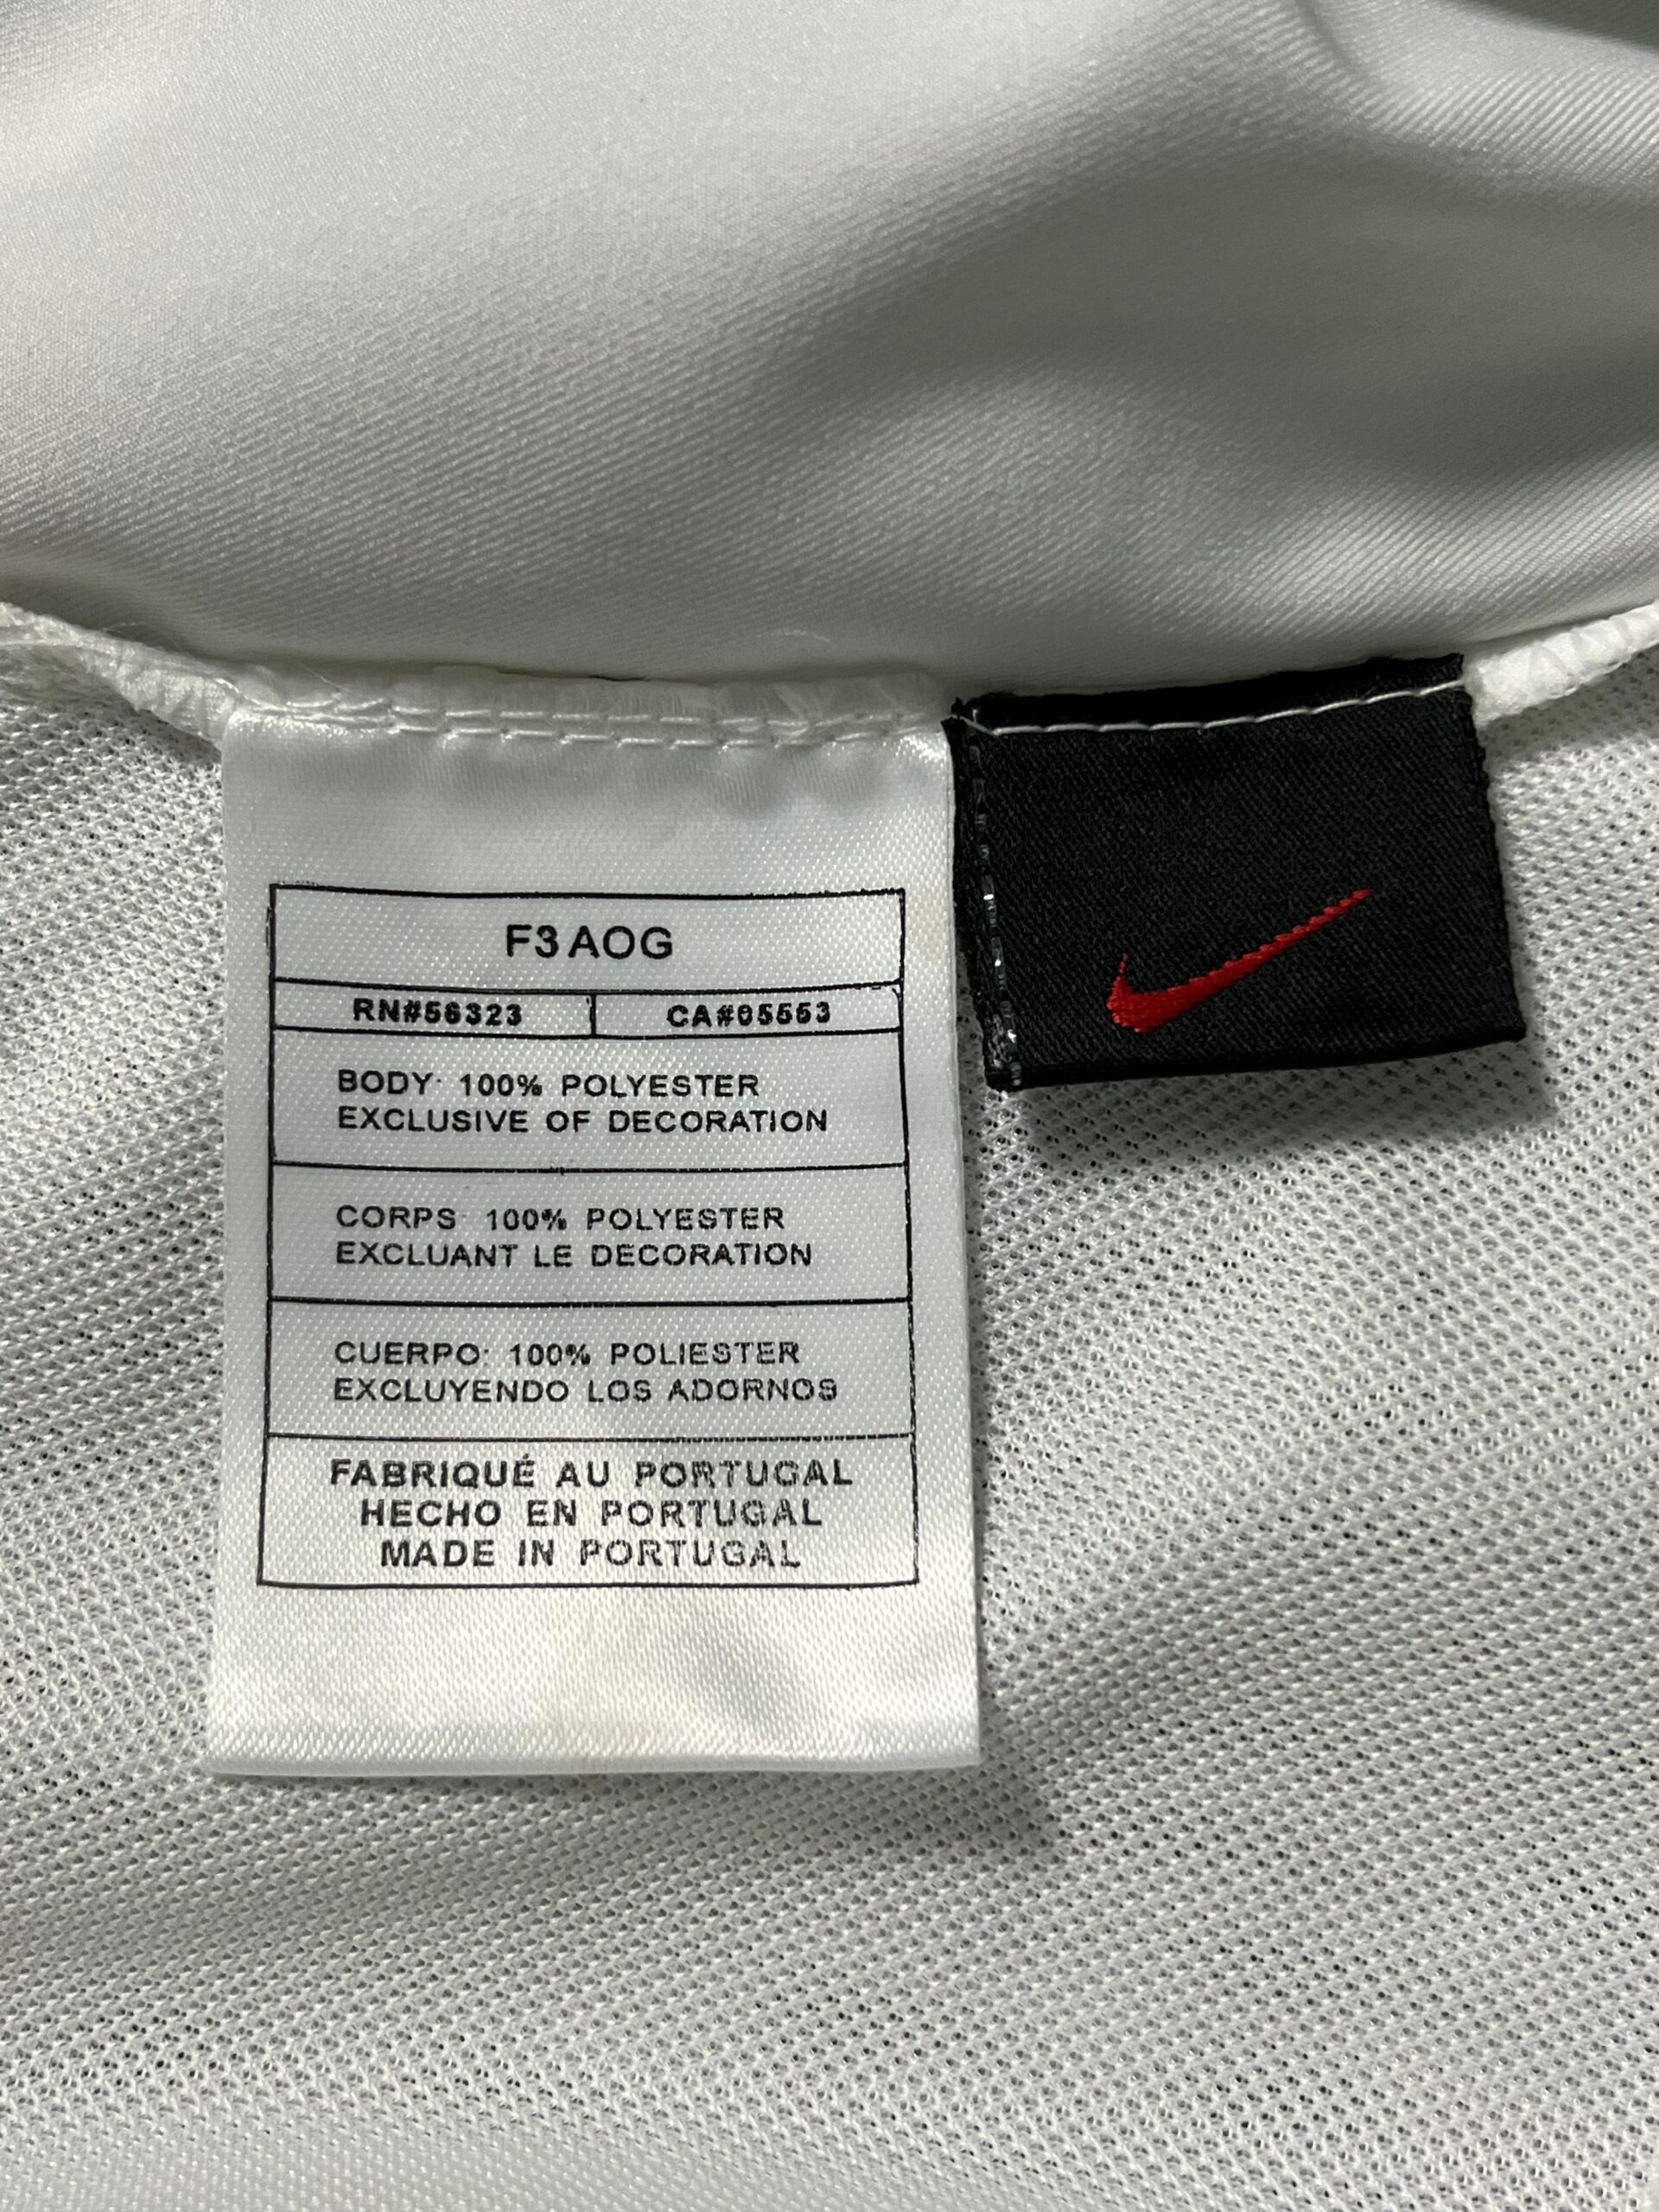 F3AOG
RN#56323 CA#05553
BODY: 100% POLYESTER
EXCLUSIVE OF DECORATION
CORPS: 100% POLYESTER
EXCLUANT LE DECORATION
CUERPO: 100% POLIESTER
EXCLUYENDO LOS ADORNOS
FABRIQUÉ AU PORTUGAL
HECHO EN PORTUGAL
MADE IN PORTUGAL